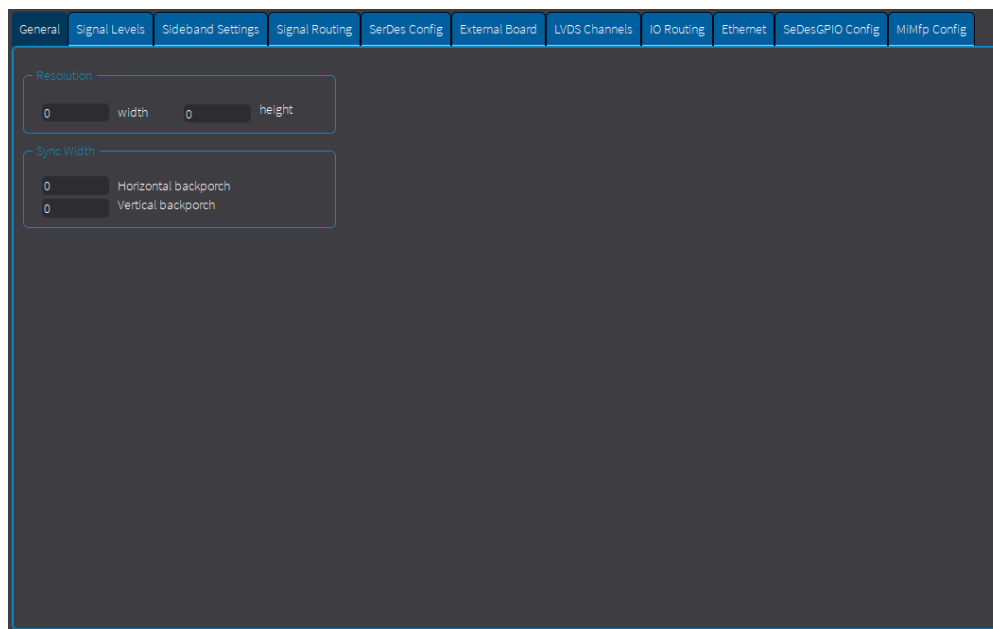 General Signal Levels Sideband Settings Signal Routing SerDes Config External Board LVDS Channels IO Routing Ethernet SeDesGPIO Config MiMfp Config
Resolution
0 width 0 height
Sync Width
0 Horizontal backporch
0 Vertical backporch